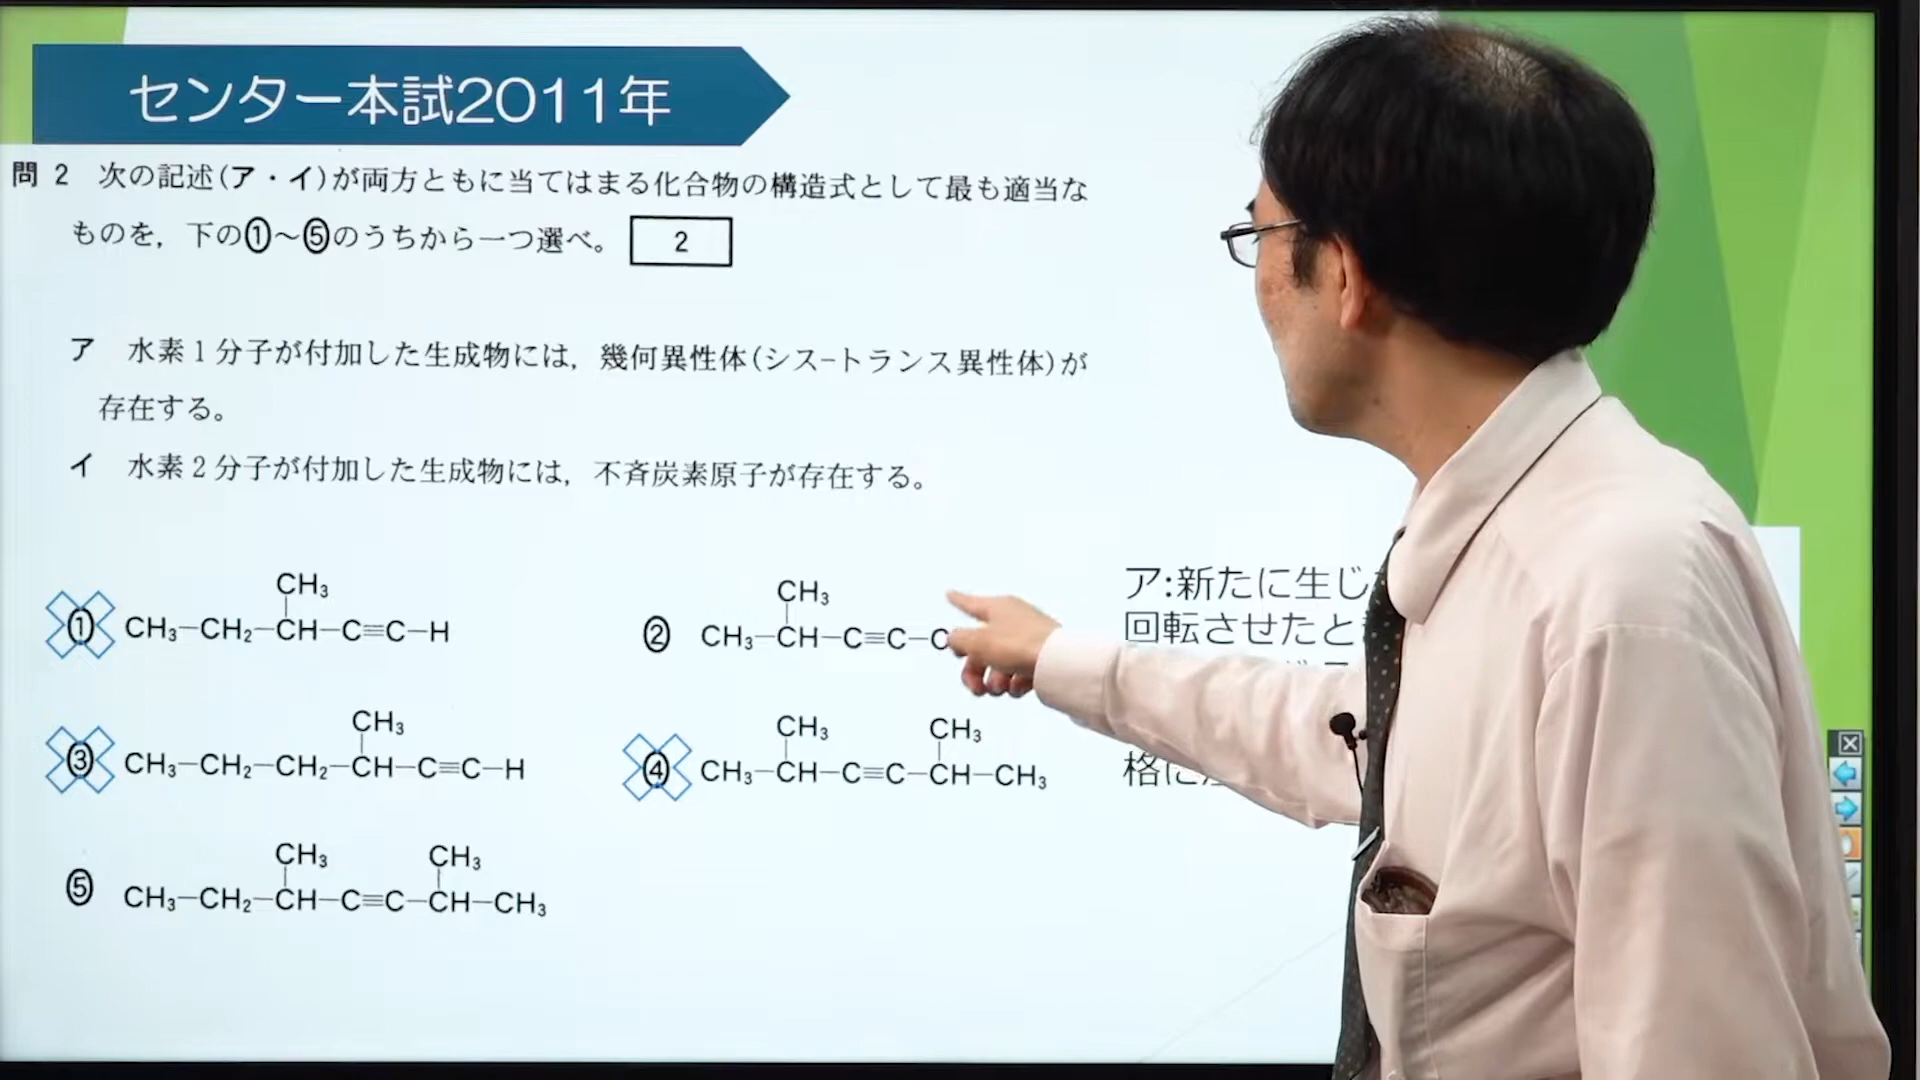 センター本試2011年
問 2 次の記述(ア・イ)が両方ともに当てはまる化合物の構造式として最も適当な
ものを，下の①～⑤のうちから一つ選べ。 2
ア 水素1分子が付加した生成物には，幾何異性体(シス-トランス異性体)が
存在する。
イ 水素2分子が付加した生成物には，不斉炭素原子が存在する。
CH₃
① CH₃−CH₂−CH−C≡C−H
CH₃
② CH₃−CH−C≡C−C
ア:新たに生じ
回転させたと
CH₃
③ CH₃−CH₂−CH₂−CH−C≡C−H
CH₃ CH₃
④ CH₃−CH−C≡C−CH−CH₃
格に
CH₃ CH₃
⑤ CH₃−CH₂−CH−C≡C−CH−CH₃